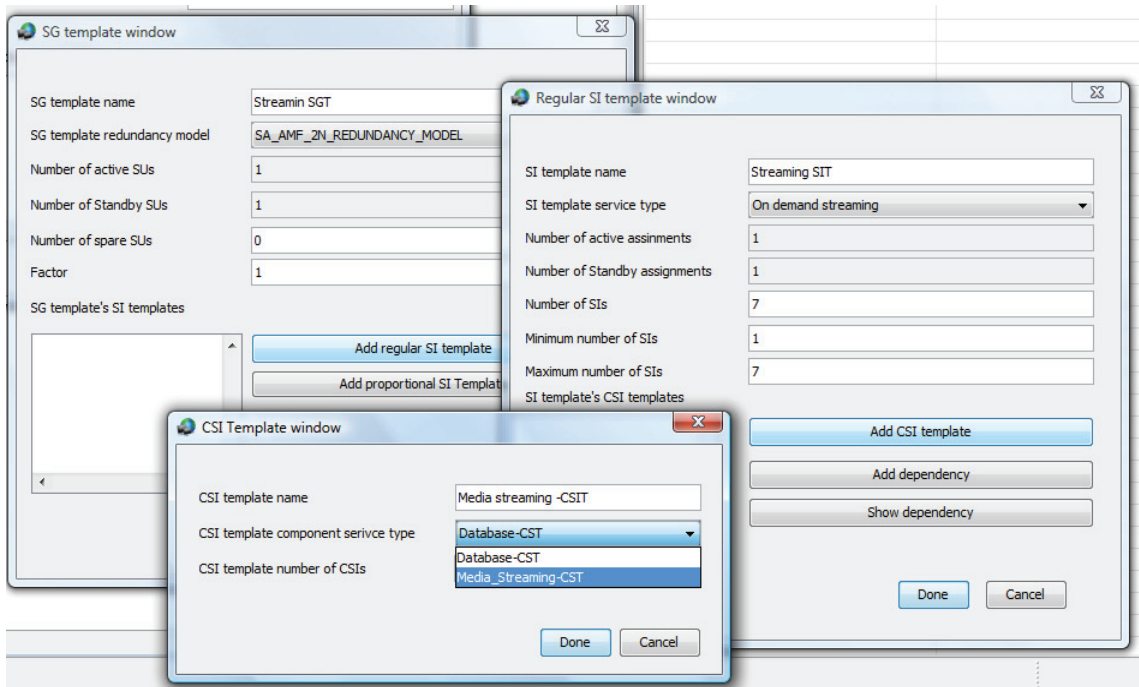 SG template window
SG template name Streamin SGT
SG template redundancy model SA_AMF_2N_REDUNDANCY_MODEL
Number of active SUs 1
Number of Standby SUs 1
Number of spare SUs 0
Factor 1
SG template's SI templates
Add regular SI template
Add proportional SI Templat
Regular SI template window
SI template name Streaming SIT
SI template service type On demand streaming
Number of active assinments 1
Number of Standby assignments 1
Number of SIs 7
Minimum number of SIs 1
Maximum number of SIs 7
SI template's CSI templates
Add CSI template
Add dependency
Show dependency
Done Cancel
CSI Template window
CSI template name Media streaming -CSIT
CSI template component serivce type Database-CST
Database-CST
Media_Streaming-CST
CSI template number of CSIs
Done Cancel